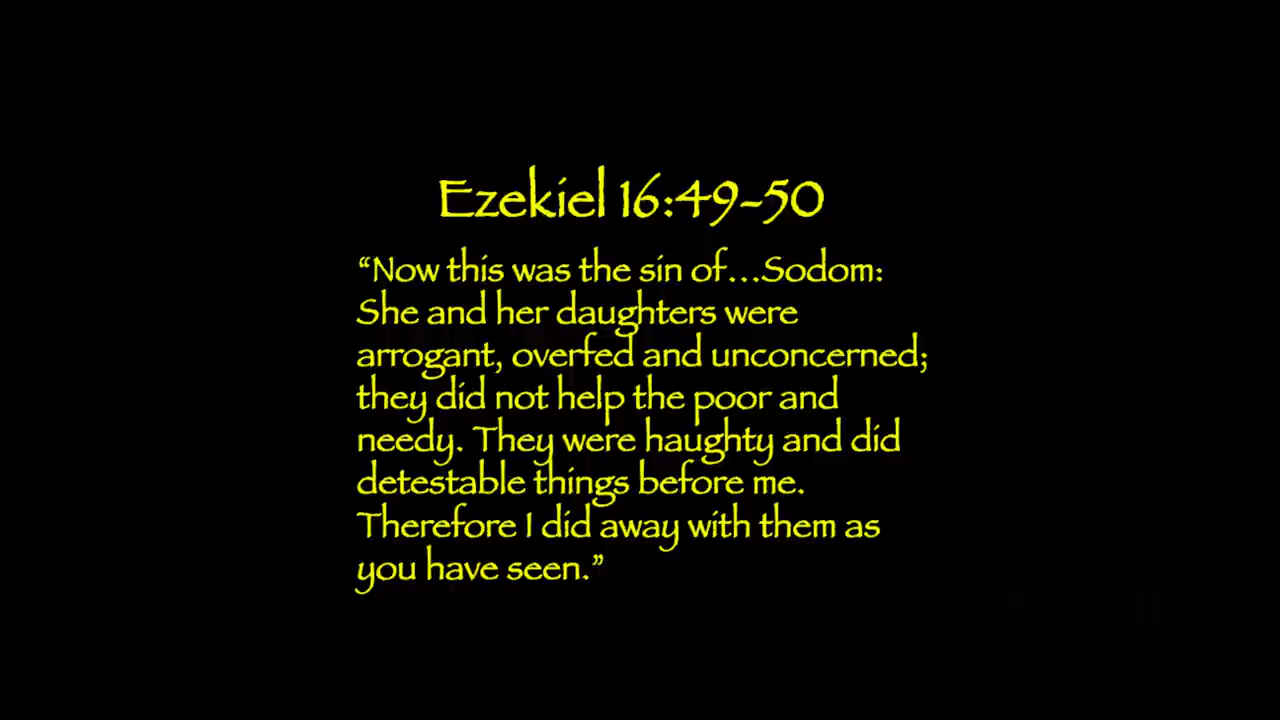 Ezekiel 16:49-50
“Now this was the sin of...Sodom:
She and her daughters were
arrogant, overfed and unconcerned;
they did not help the poor and
needy. They were haughty and did
detestable things before me.
Therefore I did away with them as
you have seen.”